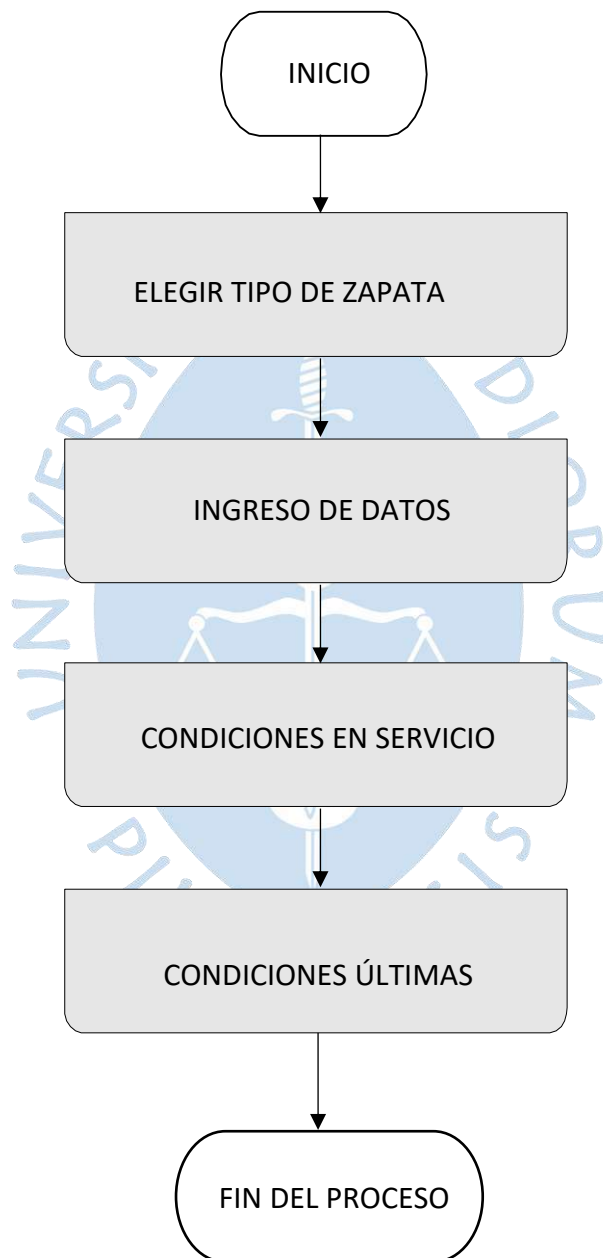 INICIO
ELEGIR TIPO DE ZAPATA
INGRESO DE DATOS
CONDICIONES EN SERVICIO
CONDICIONES ÚLTIMAS
FIN DEL PROCESO